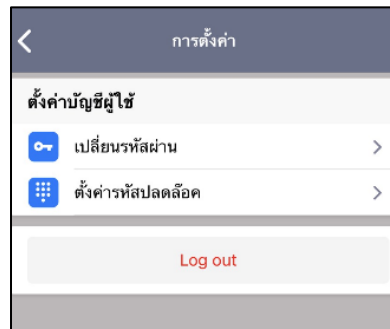 การตั้งค่า
ตั้งค่าบัญชีผู้ใช้
เปลี่ยนรหัสผ่าน
ตั้งค่ารหัสปลดล๊อค
Log out